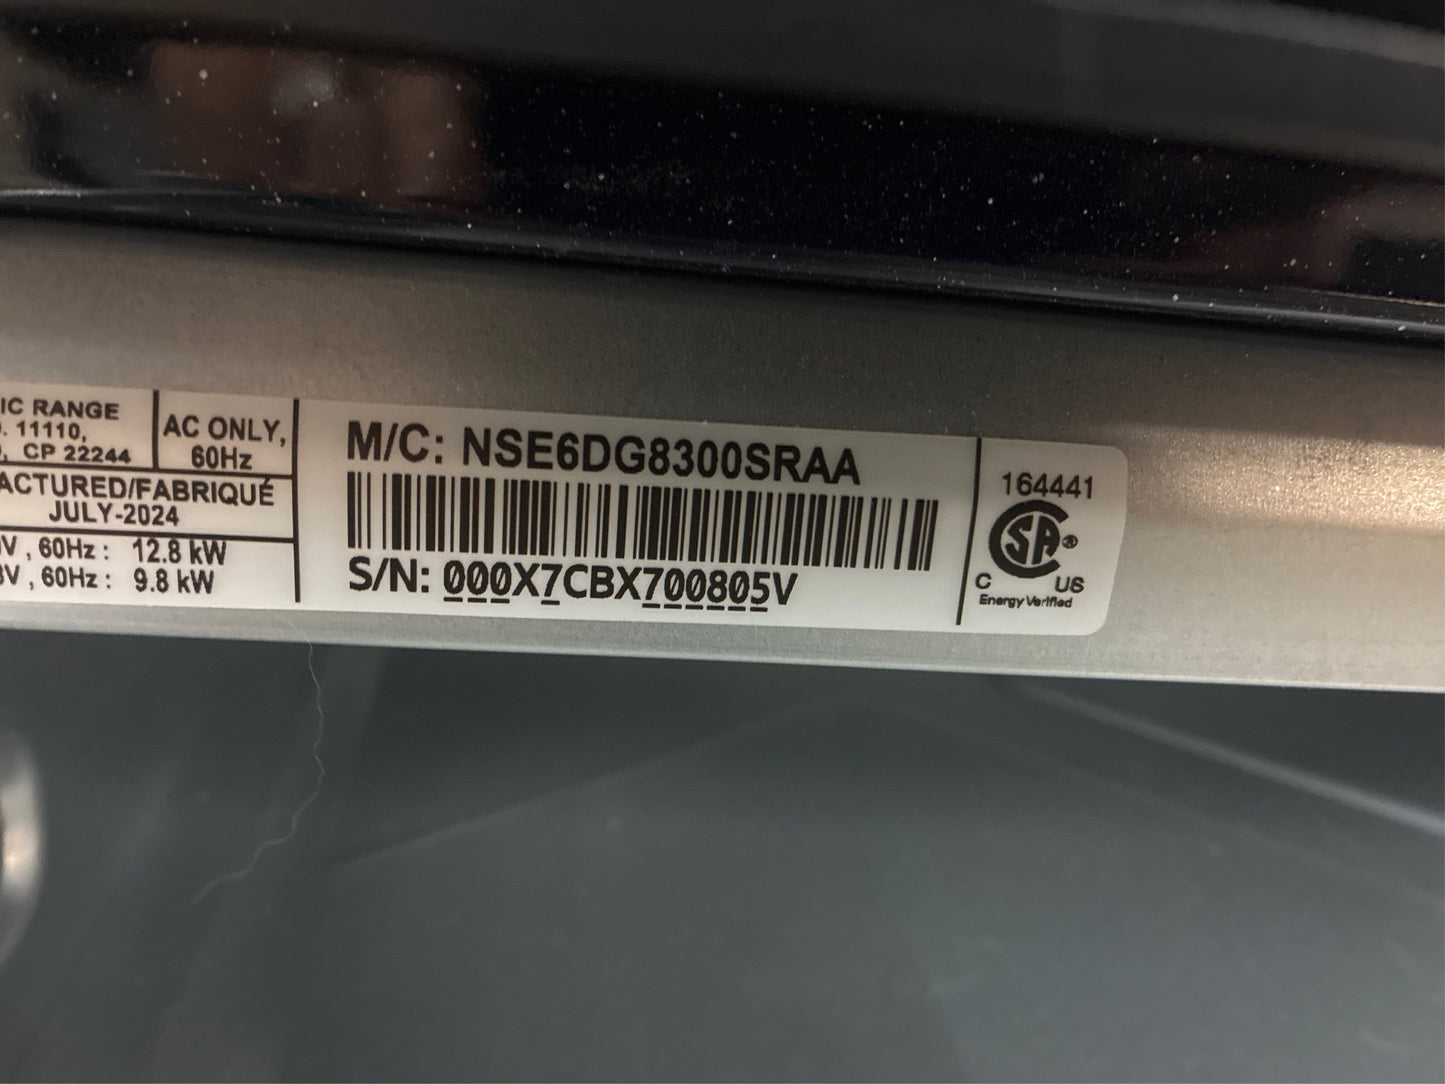 IC RANGE
. 11110,
, CP 22244
AC ONLY,
60Hz
ACTURED/FABRIQUÉ
JULY-2024
V , 60Hz : 12.8 kW
V , 60Hz : 9.8 kW
M/C: NSE6DG8300SRAA
S/N: 000X7CBX700805V
164441
SA®
C US
Energy Verified